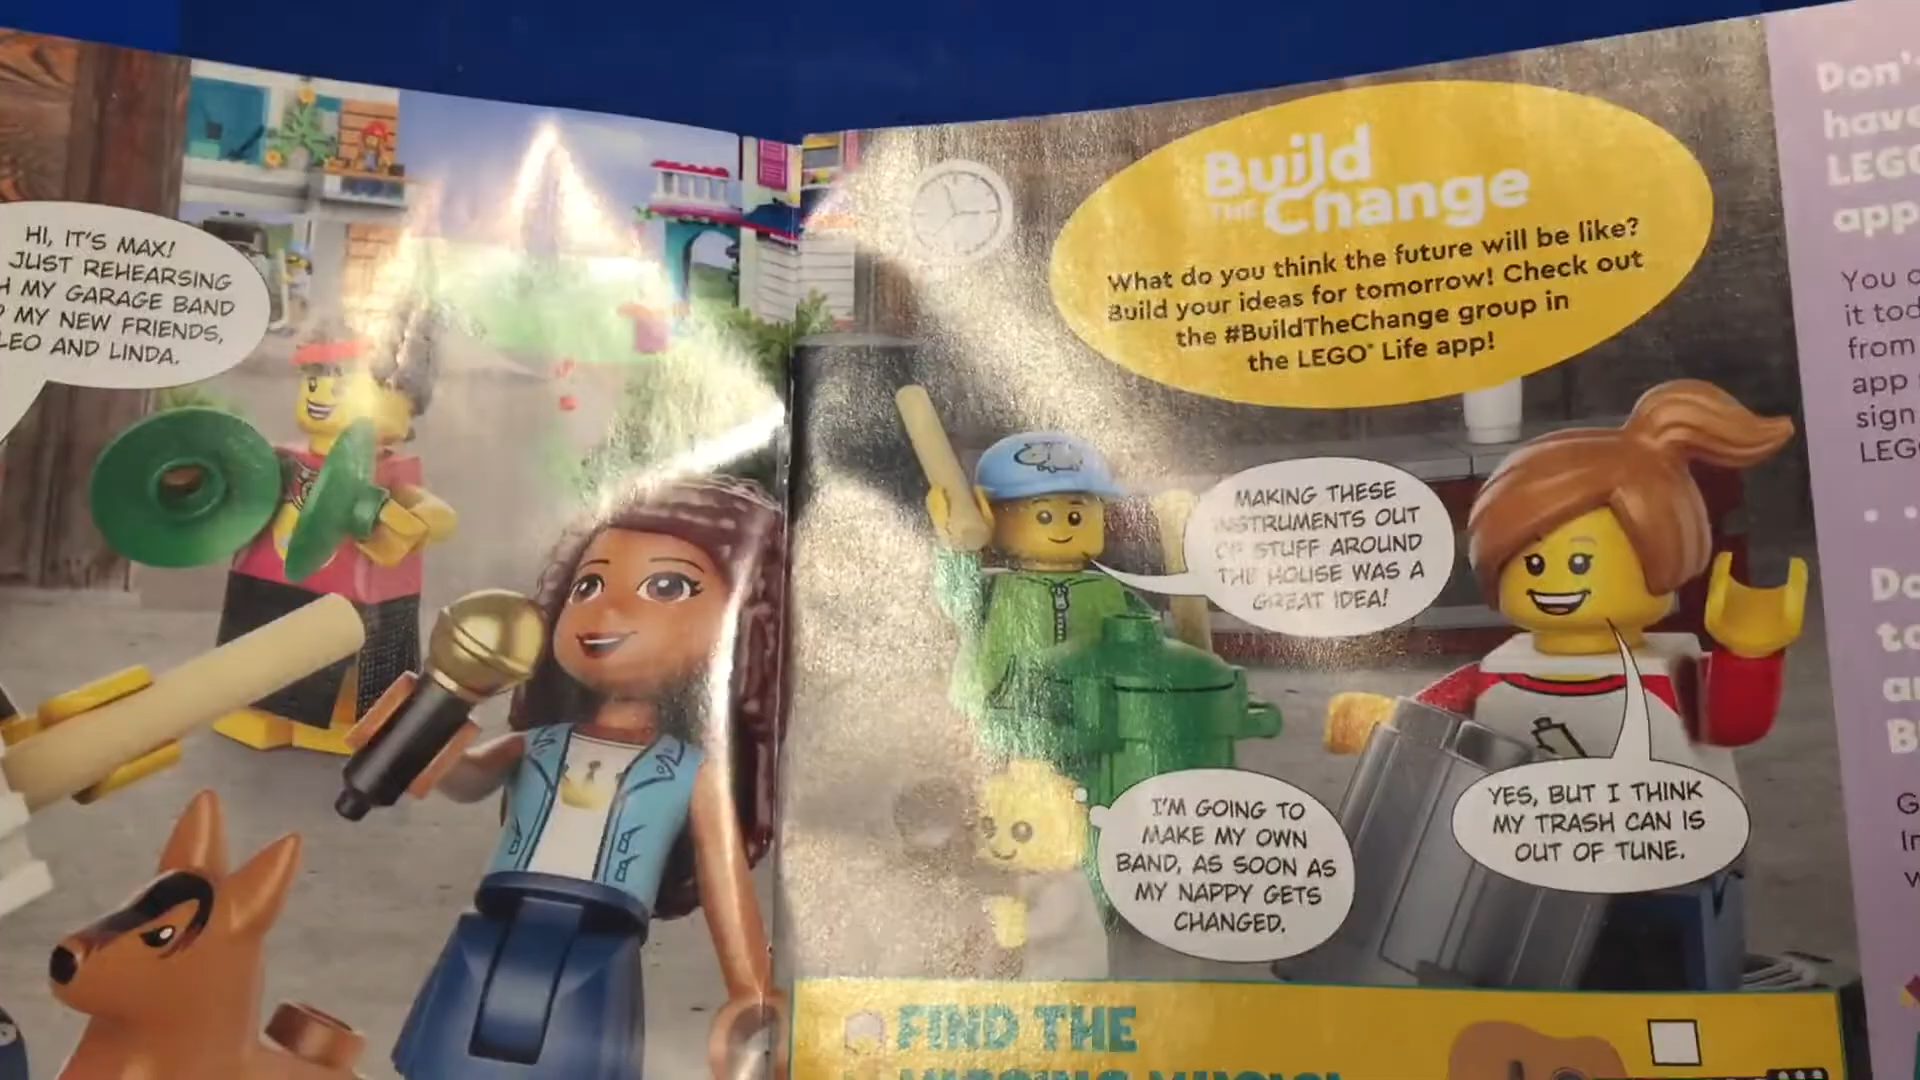 HI, IT'S MAX!
JUST REHEARSING
MY GARAGE BAND
MY NEW FRIENDS,
LEO AND LINDA.
Build
THE Change
What do you think the future will be like?
Build your ideas for tomorrow! Check out
the #BuildTheChange group in
the LEGO® Life app!
MAKING THESE
INSTRUMENTS OUT
OF STUFF AROUND
THE HOUSE WAS A
GREAT IDEA!
I'M GOING TO
MAKE MY OWN
BAND, AS SOON AS
MY NAPPY GETS
CHANGED.
YES, BUT I THINK
MY TRASH CAN IS
OUT OF TUNE.
FIND THE
Don't
have
LEGO
app
You
it
from
app
sign
LEGO